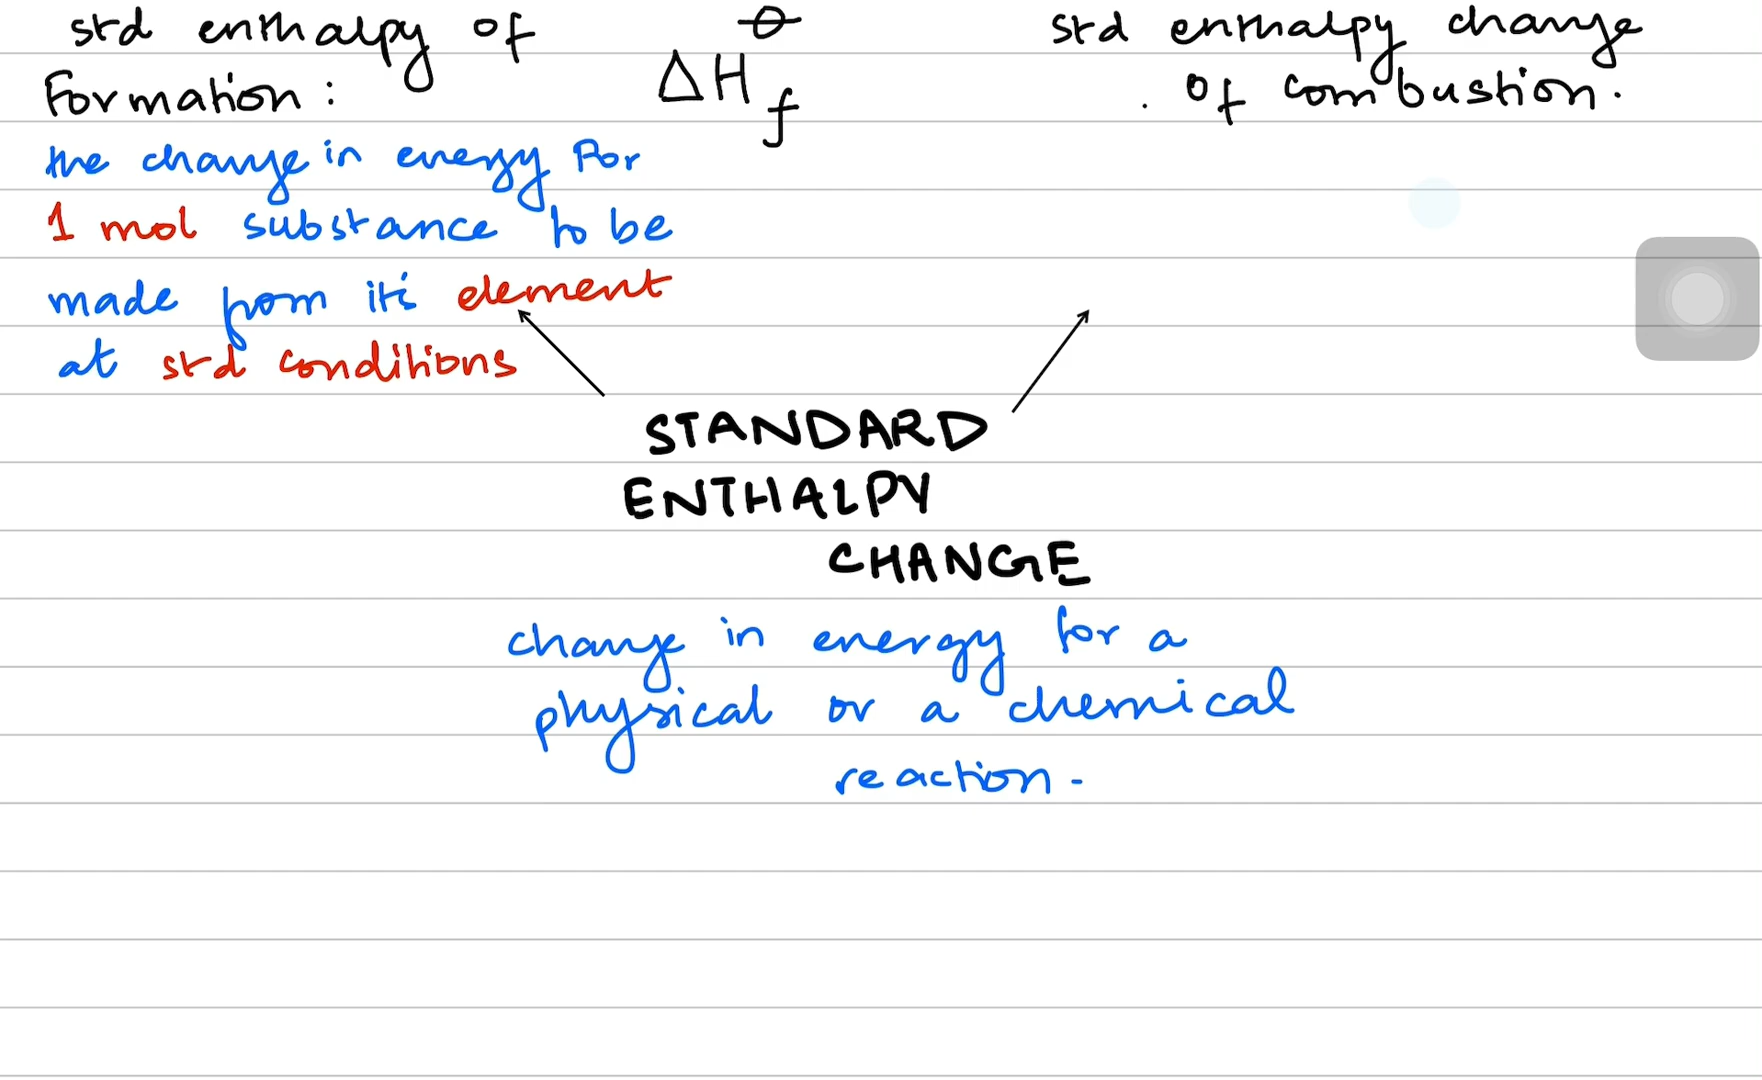 std enthalpy of
Formation:
ΔH
θ
f
the change in energy for
1 mol substance to be
made from it's element
at std conditions
std enthalpy change
. of combustion.
STANDARD
ENTHALPY
CHANGE
change in energy for a
physical or a chemical
reaction -